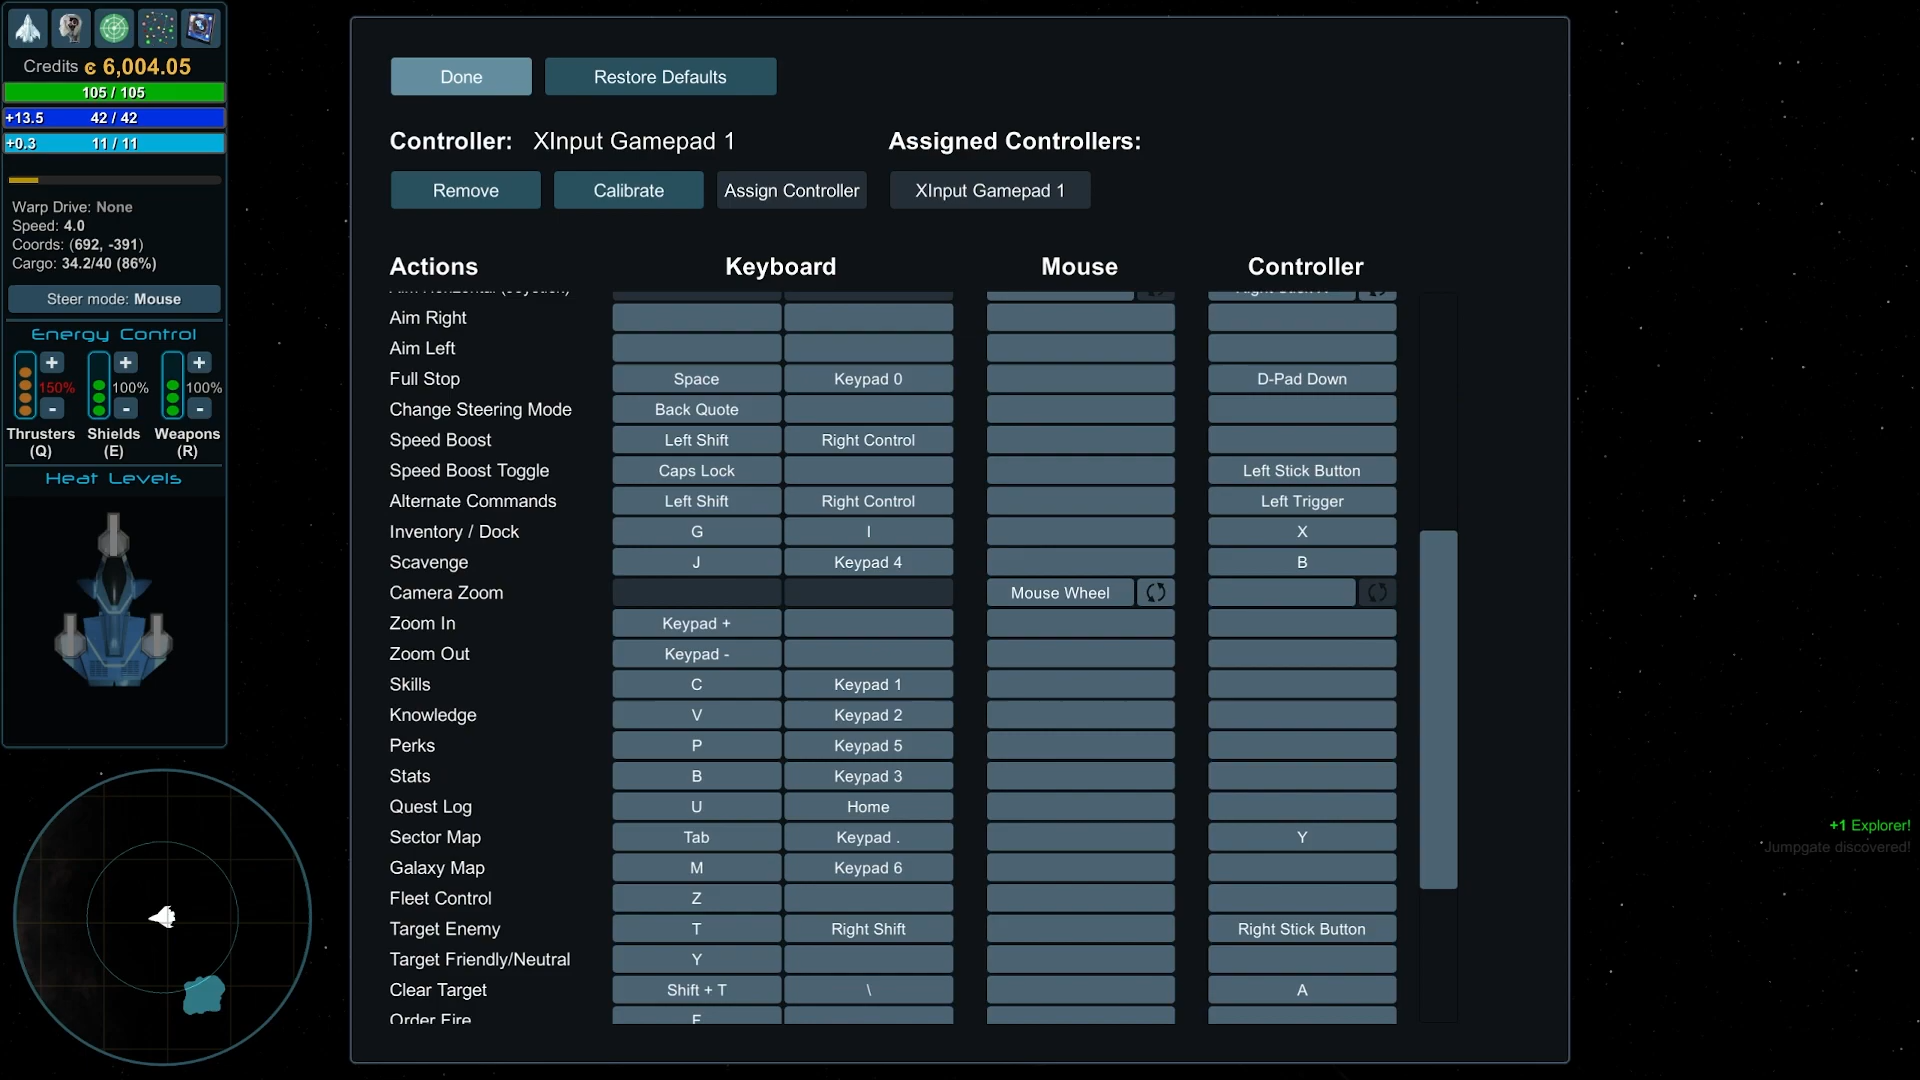 Credits 6,004.05
105 / 105
+13.5 42 / 42
+0.3 11 / 11
Warp Drive: None
Speed: 4.0
Coords: (692, -391)
Cargo: 34.2/40 (86%)
Steer mode: Mouse
Energy Control
+ + +
150% 100% 100%
- - -
Thrusters Shields Weapons
(Q) (E) (R)
Heat Levels
Done Restore Defaults
Controller: XInput Gamepad 1 Assigned Controllers:
Remove Calibrate Assign Controller XInput Gamepad 1
Actions Keyboard Mouse Controller
Aim Right
Aim Left
Full Stop Space Keypad 0 D-Pad Down
Change Steering Mode Back Quote
Speed Boost Left Shift Right Control
Speed Boost Toggle Caps Lock Left Stick Button
Alternate Commands Left Shift Right Control Left Trigger
Inventory / Dock G I X
Scavenge J Keypad 4 B
Camera Zoom Mouse Wheel
Zoom In Keypad +
Zoom Out Keypad -
Skills C Keypad 1
Knowledge V Keypad 2
Perks P Keypad 5
Stats B Keypad 3
Quest Log U Home
Sector Map Tab Keypad . Y
Galaxy Map M Keypad 6
Fleet Control Z
Target Enemy T Right Shift Right Stick Button
Target Friendly/Neutral Y
Clear Target Shift + T \ A
Order Fire F
+1 Explorer!
Jumpgate discovered!